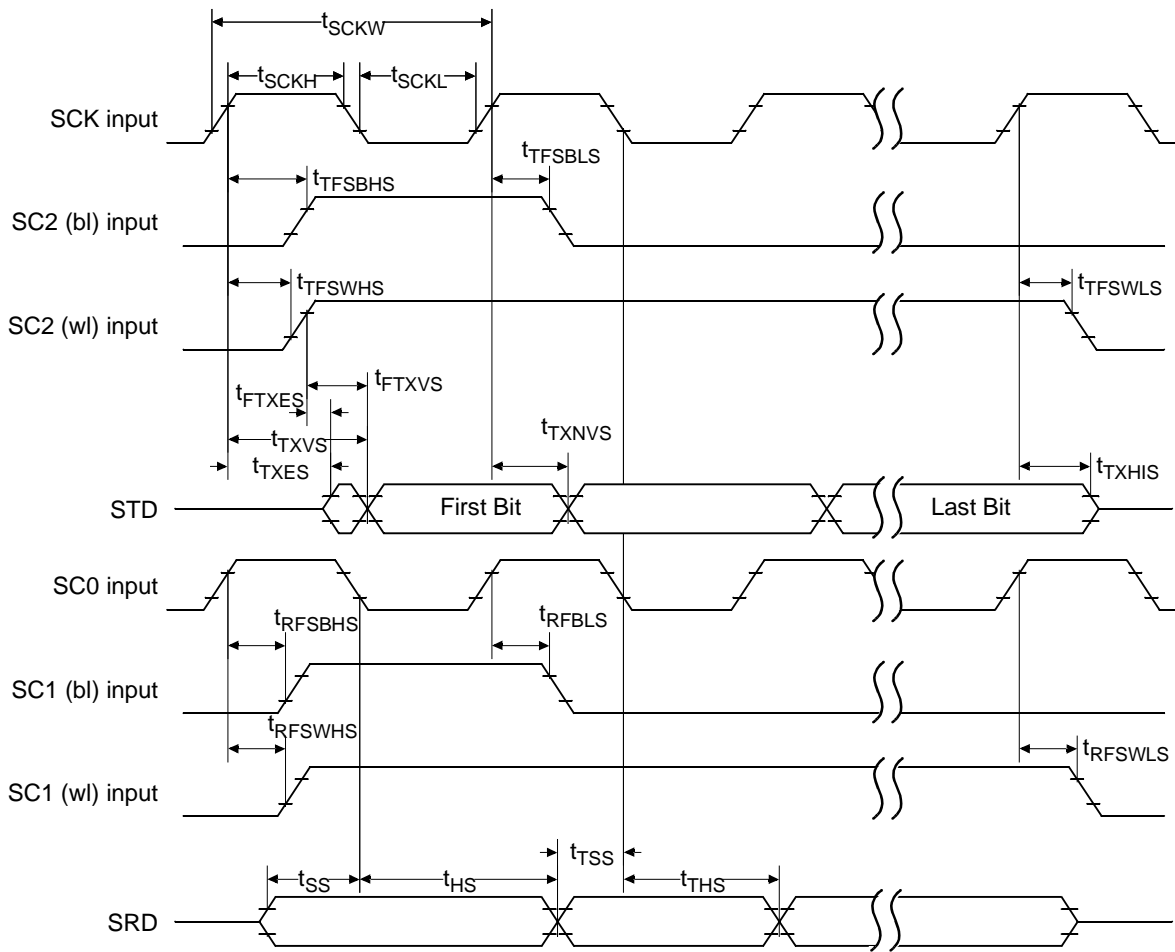 tSCKW
tSCKH
tSCKL
SCK input
tTFSBLS
tTFSBHS
SC2 (bl) input
tTFSWHS
tTFSWLS
SC2 (wl) input
tFTXVS
tFTXES
tTXVS
tTXNVS
tTXES
tTXHIS
STD
First Bit
Last Bit
SC0 input
tRFSBHS
tRFBLS
SC1 (bl) input
tRFSWHS
tRFSWLS
SC1 (wl) input
tTSS
tSS
tHS
tTHS
SRD